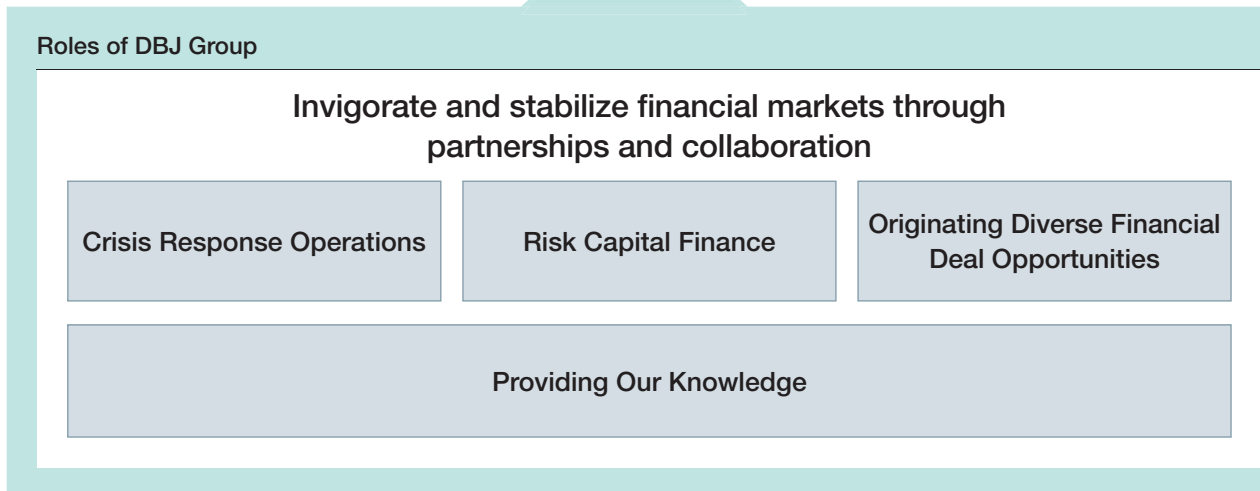 Roles of DBJ Group
Invigorate and stabilize financial markets through
partnerships and collaboration
Crisis Response Operations
Risk Capital Finance
Originating Diverse Financial
Deal Opportunities
Providing Our Knowledge